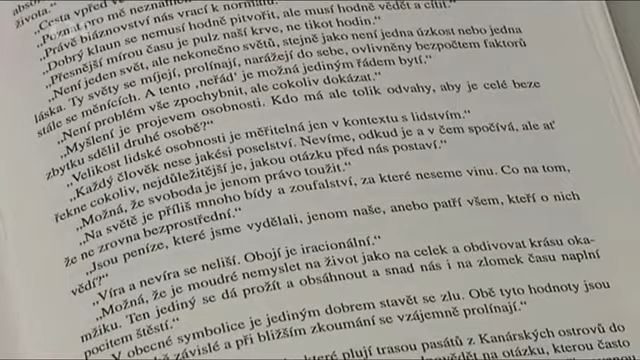 života."
„Cesta vpřed ve
„Poznat pro mě neznámé
„Právě bláznovství nás vrací k normálu.
„Dobrý klaun se nemusí hodně pitvořit, ale musí hodně vědět a cítit."
„Přesnější mírou času je pulz naší krve, ne tikot hodin."
„Není jeden svět, ale nekonečno světů, stejně jako není jedna úzkost nebo jedna
láska. Ty světy se míjejí, prolínají, narážejí do sebe, ovlivněny bezpočtem faktorů
stále se měnících. A tento ‚neřád' je možná jediným řádem bytí."
„Není problém vše zpochybnit, ale cokoliv dokázat."
„Myšlení je projevem osobnosti. Kdo má ale tolik odvahy, aby je celé beze
zbytku sdělil druhé osobě?"
„Velikost lidské osobnosti je měřitelná jen v kontextu s lidstvím."
„Každý člověk nese jakési poselství. Nevíme, odkud je a v čem spočívá, ale ať
řekne cokoliv, nejdůležitější je, jakou otázku před nás postaví."
„Možná, že svoboda je jenom právo toužit."
„Na světě je příliš mnoho bídy a zoufalství, za které neseme vinu. Co na tom,
že ne zrovna bezprostřední."
„Jsou peníze, které jsme vydělali, jenom naše, anebo patří všem, kteří o nich
vědí?"
„Víra a nevíra se neliší. Obojí je iracionální."
„Možná, že je moudré nemyslet na život jako na celek a obdivovat krásu oka-
mžiku. Ten jediný se dá prožít a obsáhnout a snad nás i na zlomek času naplní
pocitem štěstí."
„V obecné symbolice je jediným dobrem stavět se zlu. Obě tyto hodnoty jsou
závislé a při bližším zkoumání se vzájemně prolínají."
které plují trasou pasátů z Kanárských ostrovů do
na otázku, kterou často